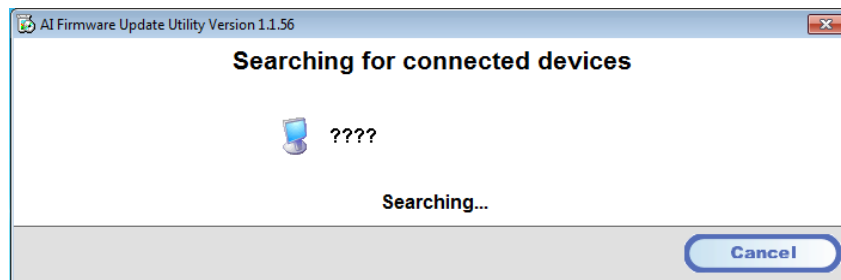 AI Firmware Update Utility Version 1.1.56
Searching for connected devices
????
Searching...
Cancel